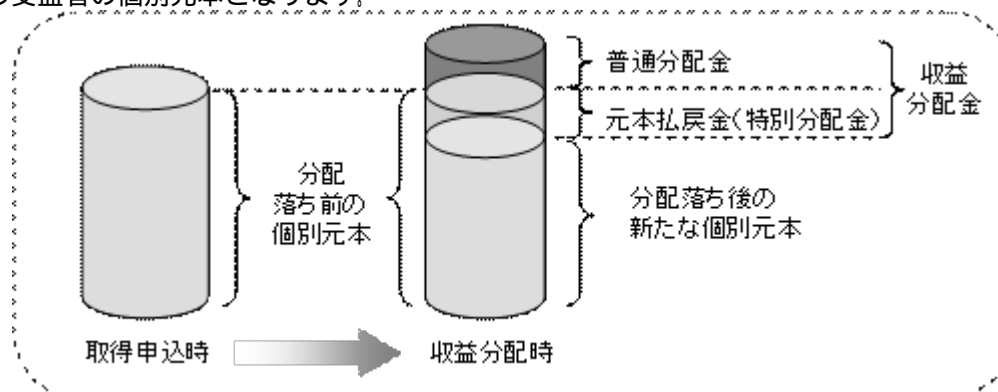 の受益者の個別元本となります。
普通分配金
元本払戻金(特別分配金)
収益
分配金
分配
落ち前の
個別元本
分配落ち後の
新たな個別元本
取得申込時
収益分配時